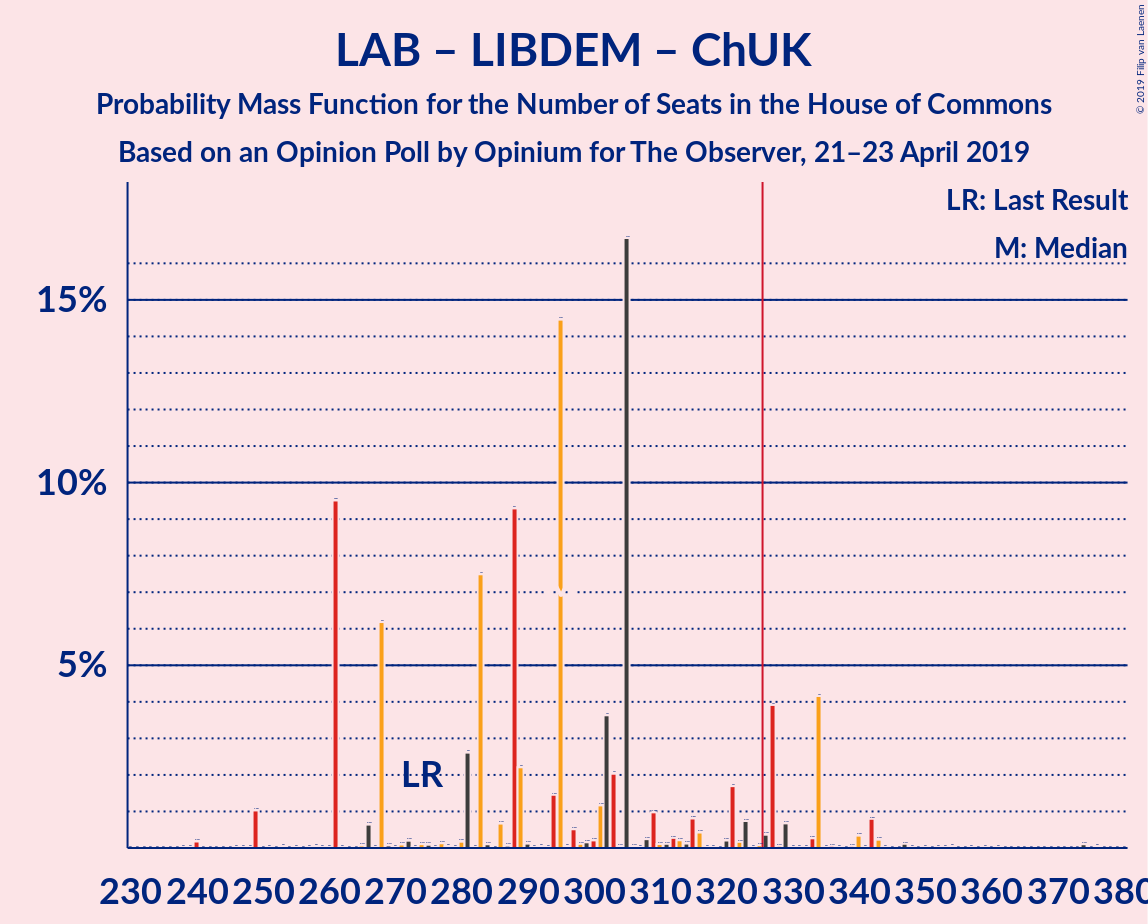 LAB – LIBDEM – ChUK
Probability Mass Function for the Number of Seats in the House of Commons
Based on an Opinion Poll by Opinium for The Observer, 21–23 April 2019
© 2019 Filip van Laenen
LR: Last Result
M: Median
15%
10%
5%
LR
230 240 250 260 270 280 290 300 310 320 330 340 350 360 370 380